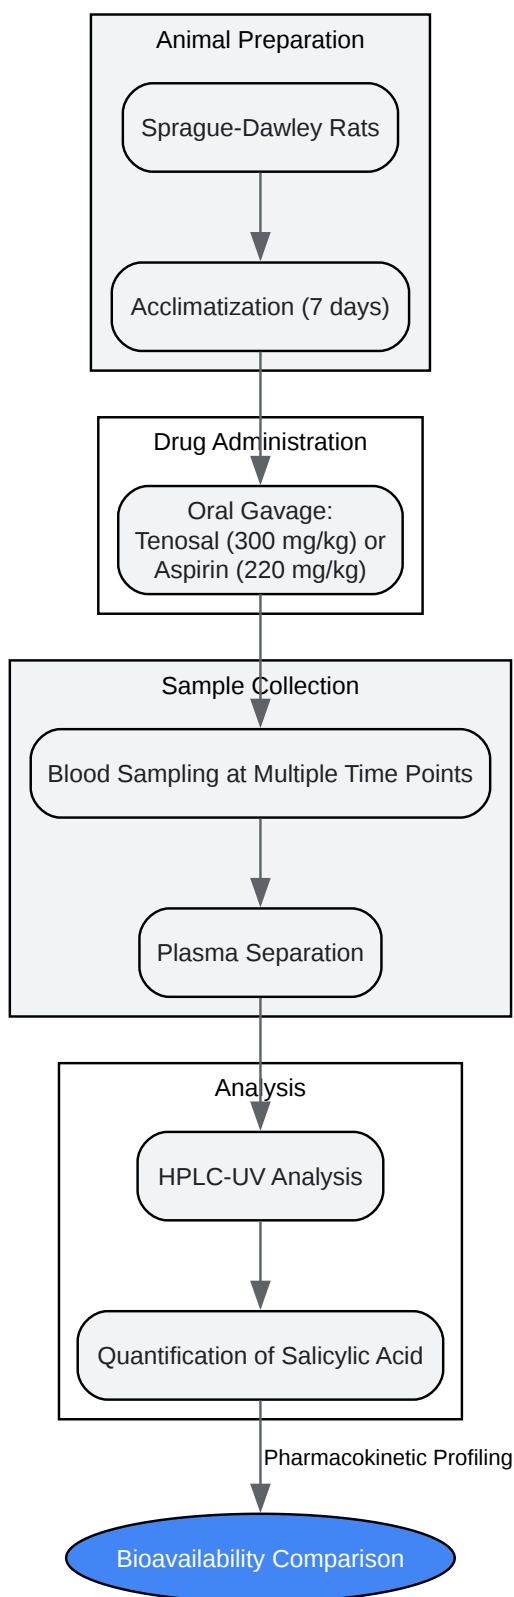 Animal Preparation
Sprague-Dawley Rats
Acclimatization (7 days)
Drug Administration
Oral Gavage:
Tenosal (300 mg/kg) or
Aspirin (220 mg/kg)
Sample Collection
Blood Sampling at Multiple Time Points
Plasma Separation
Analysis
HPLC-UV Analysis
Quantification of Salicylic Acid
Pharmacokinetic Profiling
Bioavailability Comparison